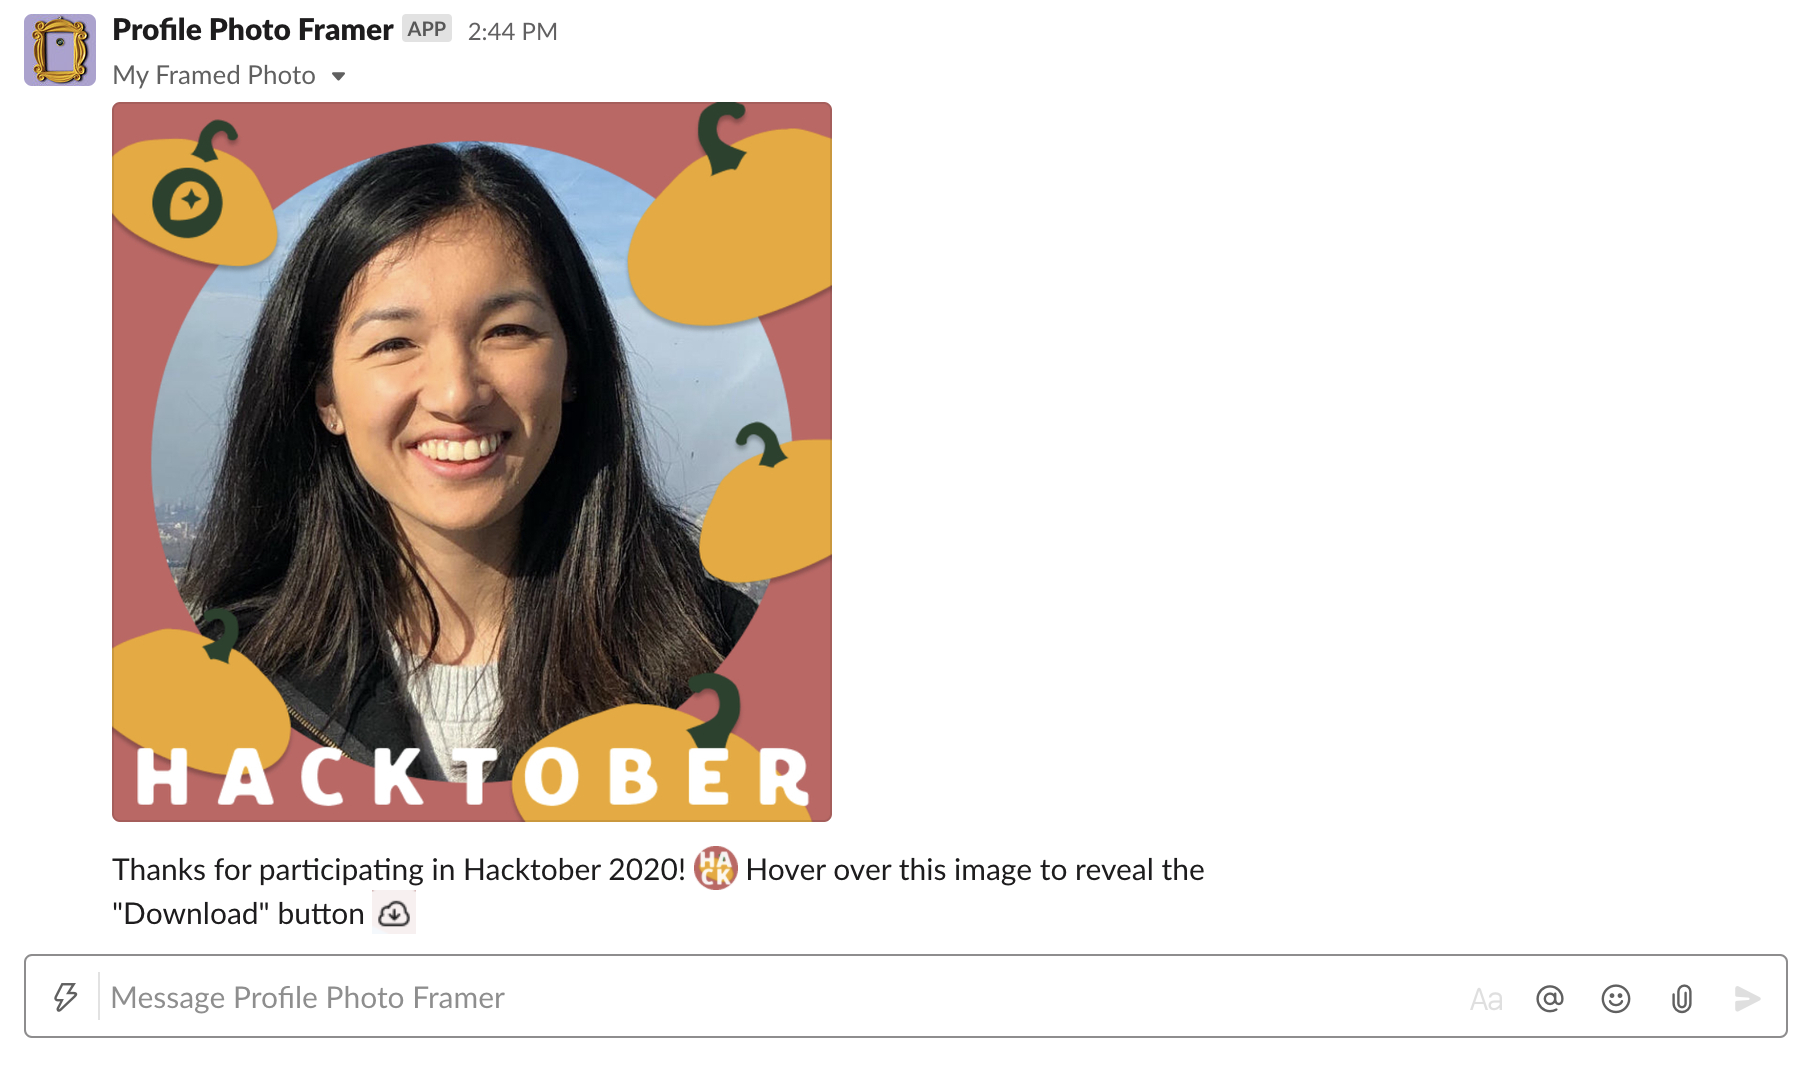 Profile Photo Framer APP 2:44 PM
My Framed Photo
HACKTOBER
Thanks for participating in Hacktober 2020! HACK Hover over this image to reveal the
"Download" button
Message Profile Photo Framer
Aa @